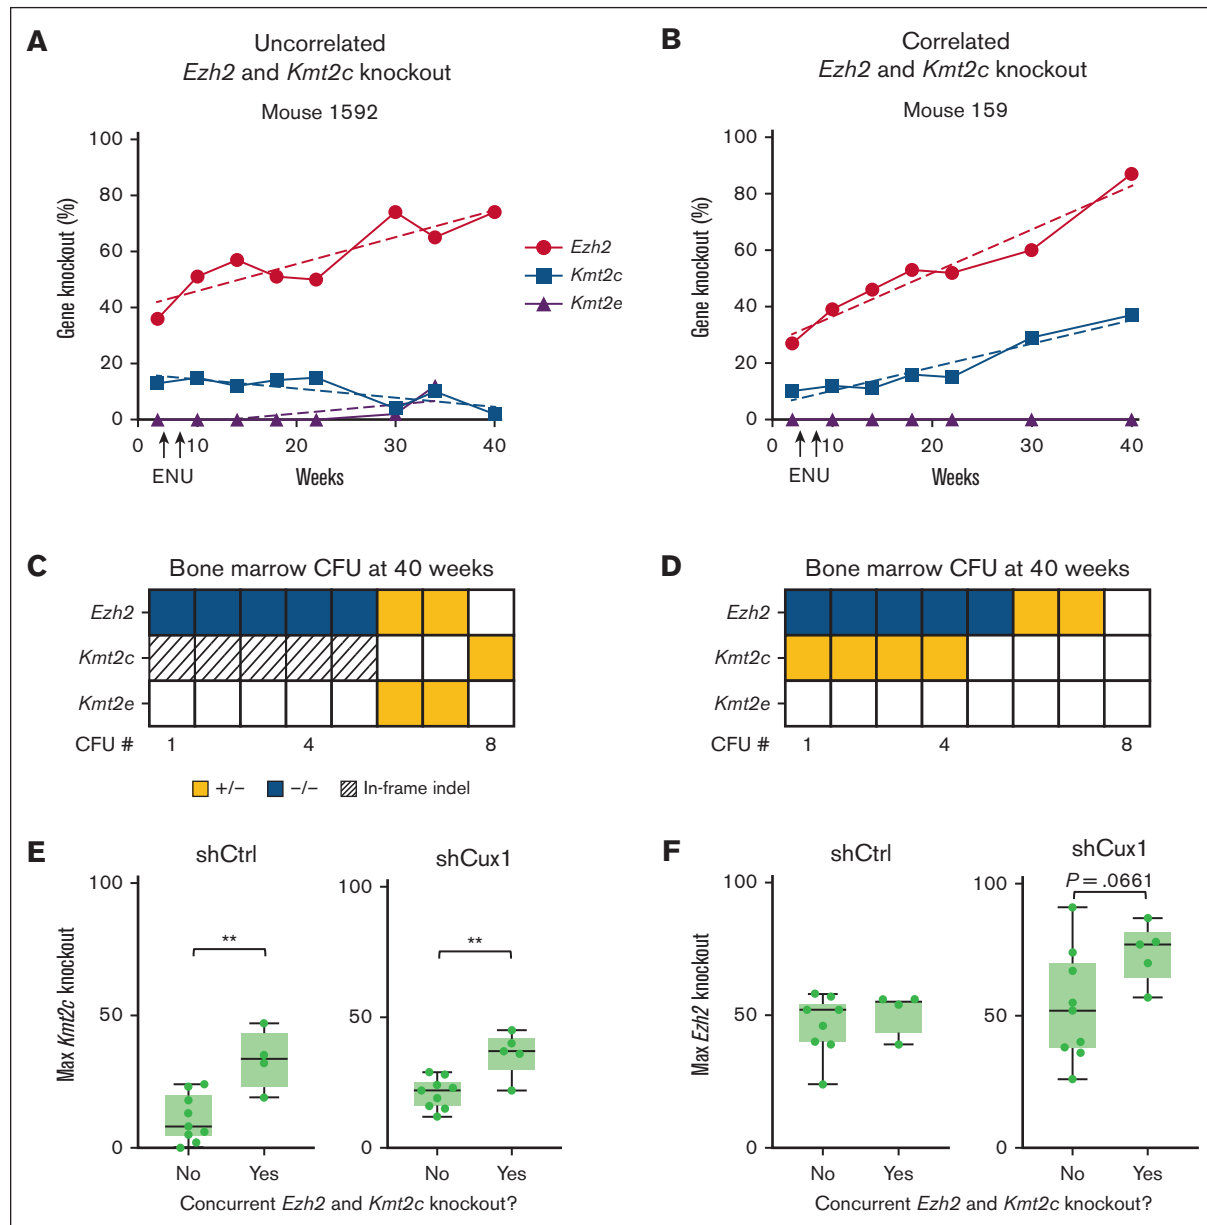 A
Uncorrelated
Ezh2 and Kmt2c knockout
Mouse 1592
100
80
60
40
20
0
Gene knockout (%)
0 10 20 30 40
ENU
Weeks
Ezh2
Kmt2c
Kmt2e
B
Correlated
Ezh2 and Kmt2c knockout
Mouse 159
100
80
60
40
20
0
Gene knockout (%)
0 10 20 30 40
ENU
Weeks
C
Bone marrow CFU at 40 weeks
Ezh2
Kmt2c
Kmt2e
CFU # 1 4 8
+/– –/– In-frame indel
D
Bone marrow CFU at 40 weeks
Ezh2
Kmt2c
Kmt2e
CFU # 1 4 8
E
shCtrl
100
50
0
Max Kmt2c knockout
**
No Yes
shCux1
100
50
0
**
No Yes
Concurrent Ezh2 and Kmt2c knockout?
F
shCtrl
100
50
0
Max Ezh2 knockout
No Yes
shCux1
P = .0661
100
50
0
No Yes
Concurrent Ezh2 and Kmt2c knockout?